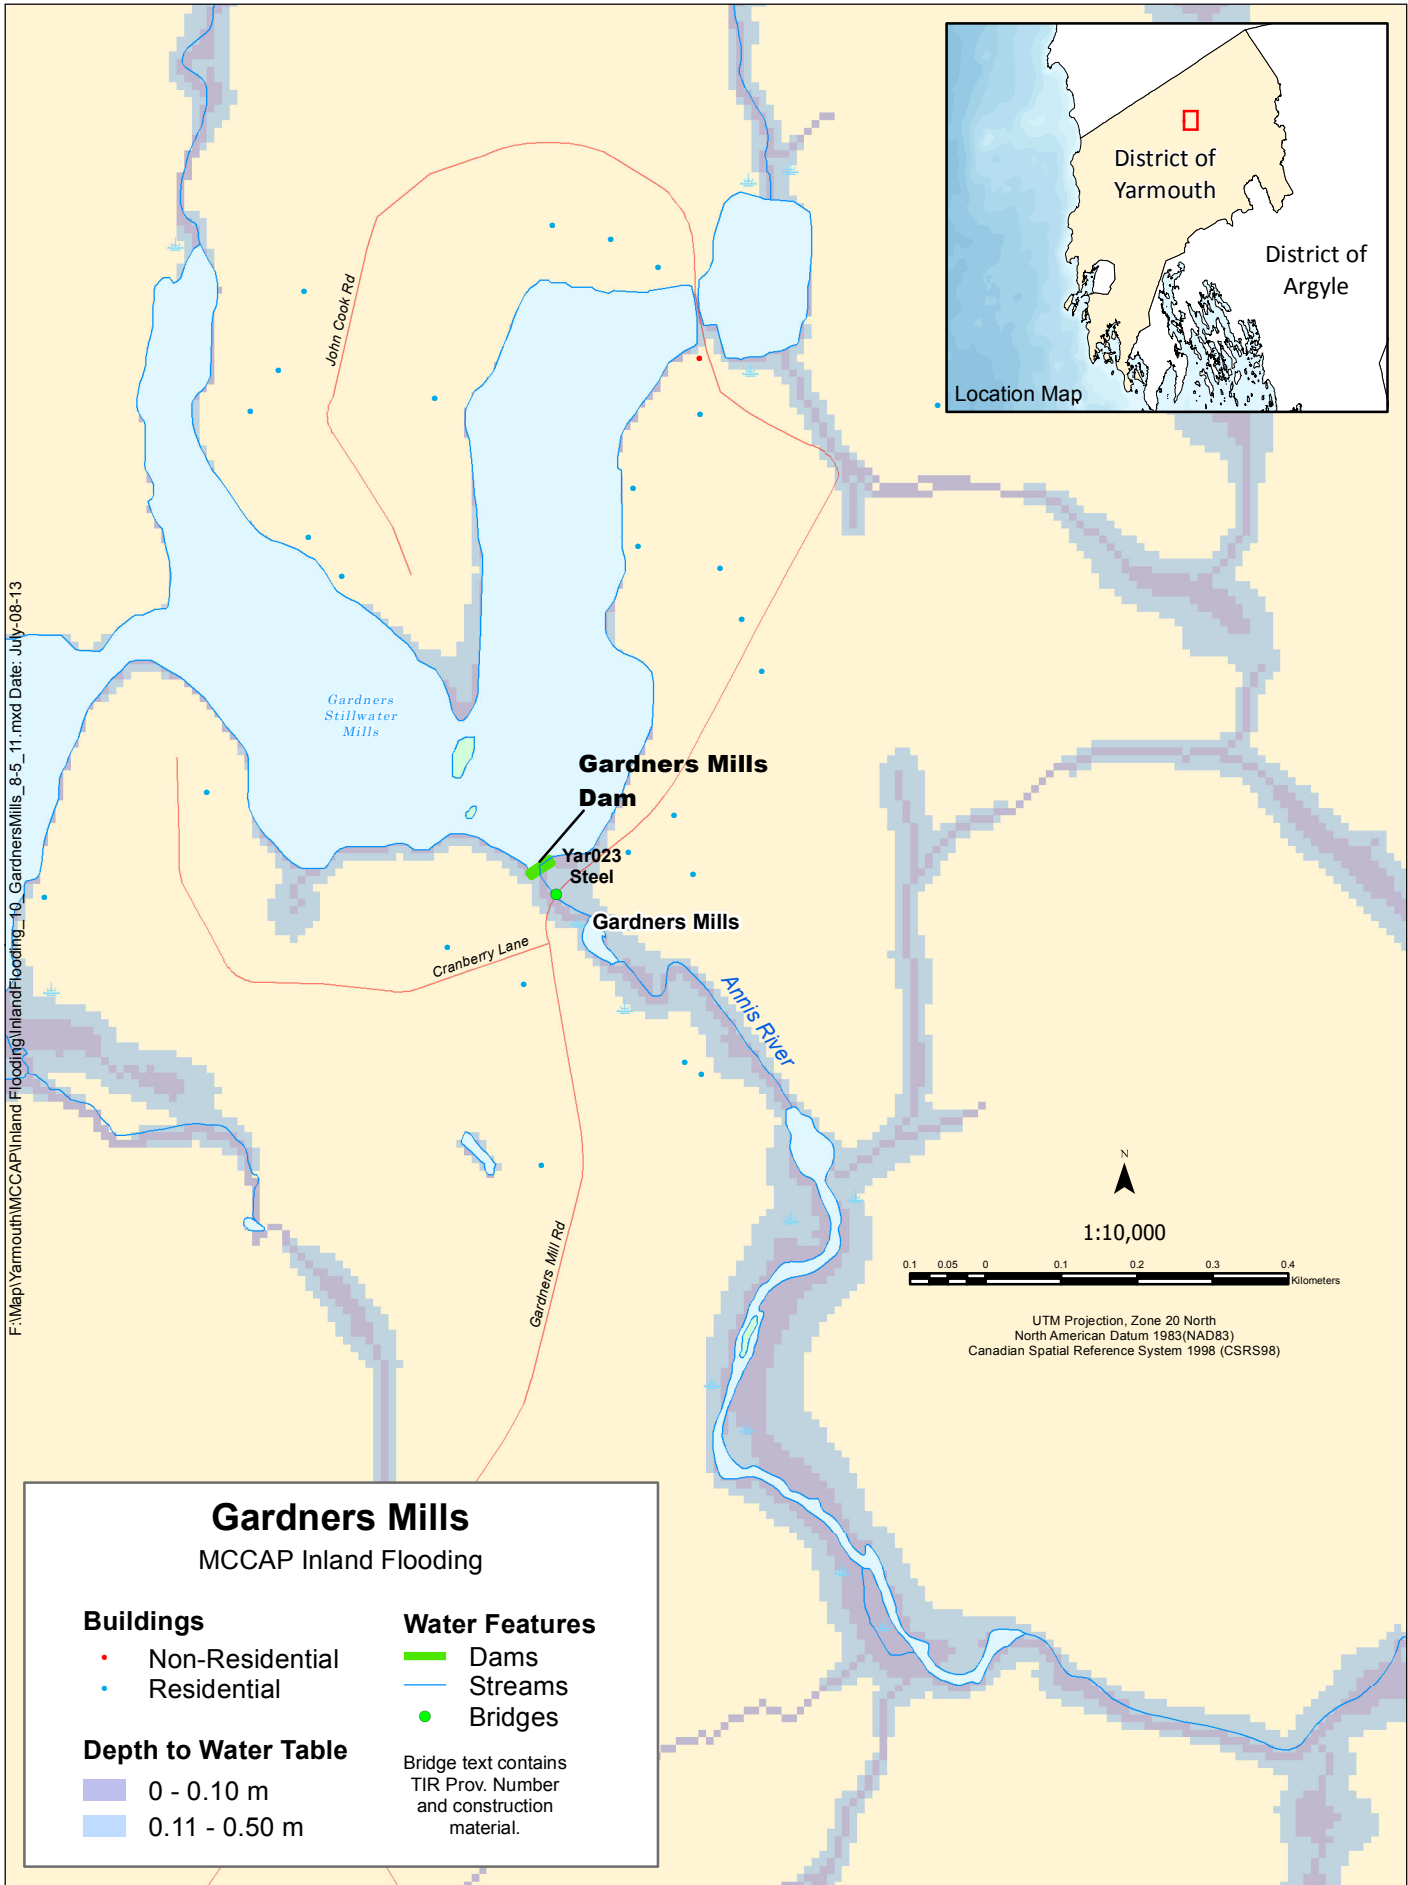 District of
Yarmouth
District of
Argyle
Location Map
John Cook Rd
Gardners
Stillwater
Mills
Gardners Mills
Dam
Yar023
Steel
Gardners Mills
Cranberry Lane
Annis River
Gardners Mill Rd
F:\Map\Yarmouth\MCCAP\Inland Flooding\InlandFlooding_10_GardnersMills_8-5_11.mxd Date: July-08-13
N
1:10,000
0.1 0.05 0 0.1 0.2 0.3 0.4
Kilometers
UTM Projection, Zone 20 North
North American Datum 1983(NAD83)
Canadian Spatial Reference System 1998 (CSRS98)
Gardners Mills
MCCAP Inland Flooding
Buildings
Non-Residential
Residential
Depth to Water Table
0 - 0.10 m
0.11 - 0.50 m
Water Features
Dams
Streams
Bridges
Bridge text contains
TIR Prov. Number
and construction
material.